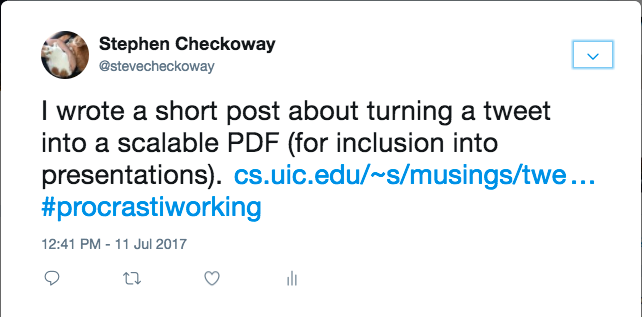 Stephen Checkoway
@stevecheckoway
I wrote a short post about turning a tweet
into a scalable PDF (for inclusion into
presentations). cs.uic.edu/~s/musings/twe…
#procrastiworking
12:41 PM - 11 Jul 2017